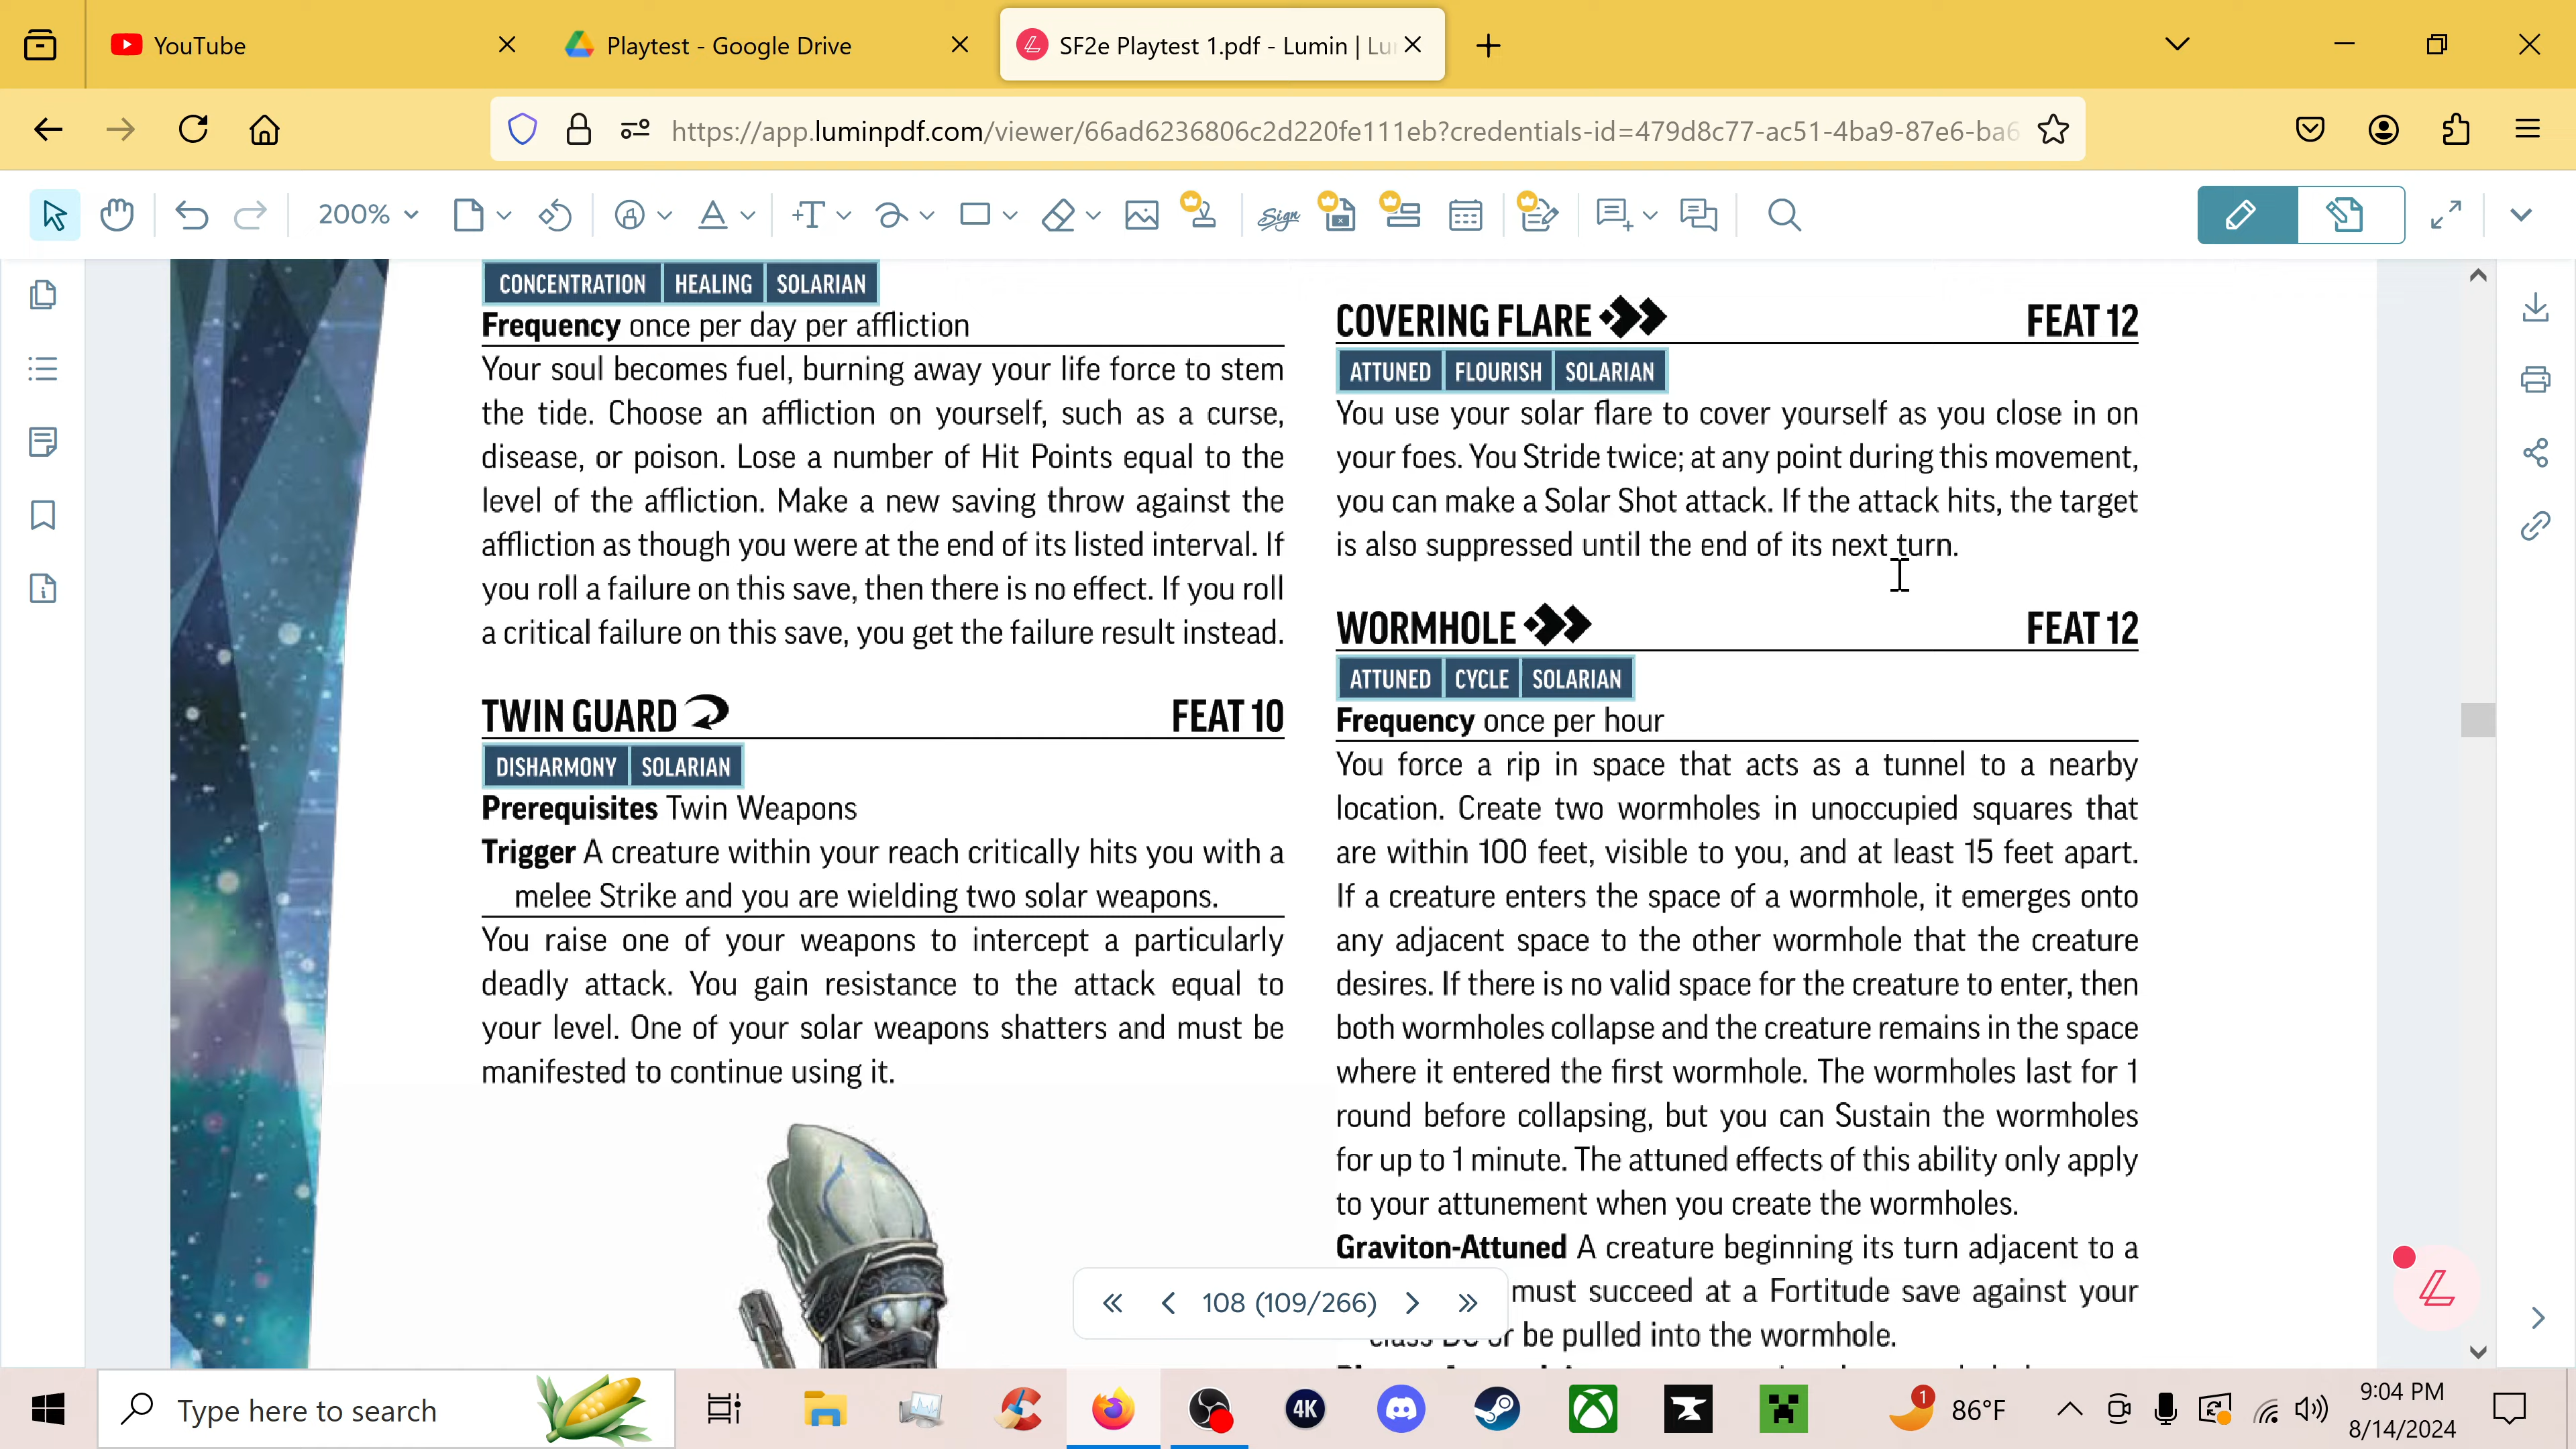 YouTube
Playtest - Google Drive
SF2e Playtest 1.pdf - Lumin | Lu
https://app.luminpdf.com/viewer/66ad6236806c2d220fe111eb?credentials-id=479d8c77-ac51-4ba9-87e6-ba6
200%
Sign
CONCENTRATION HEALING SOLARIAN
Frequency once per day per affliction
Your soul becomes fuel, burning away your life force to stem
the tide. Choose an affliction on yourself, such as a curse,
disease, or poison. Lose a number of Hit Points equal to the
level of the affliction. Make a new saving throw against the
affliction as though you were at the end of its listed interval. If
you roll a failure on this save, then there is no effect. If you roll
a critical failure on this save, you get the failure result instead.
TWIN GUARD FEAT 10
DISHARMONY SOLARIAN
Prerequisites Twin Weapons
Trigger A creature within your reach critically hits you with a
melee Strike and you are wielding two solar weapons.
You raise one of your weapons to intercept a particularly
deadly attack. You gain resistance to the attack equal to
your level. One of your solar weapons shatters and must be
manifested to continue using it.
COVERING FLARE FEAT 12
ATTUNED FLOURISH SOLARIAN
You use your solar flare to cover yourself as you close in on
your foes. You Stride twice; at any point during this movement,
you can make a Solar Shot attack. If the attack hits, the target
is also suppressed until the end of its next turn.
WORMHOLE FEAT 12
ATTUNED CYCLE SOLARIAN
Frequency once per hour
You force a rip in space that acts as a tunnel to a nearby
location. Create two wormholes in unoccupied squares that
are within 100 feet, visible to you, and at least 15 feet apart.
If a creature enters the space of a wormhole, it emerges onto
any adjacent space to the other wormhole that the creature
desires. If there is no valid space for the creature to enter, then
both wormholes collapse and the creature remains in the space
where it entered the first wormhole. The wormholes last for 1
round before collapsing, but you can Sustain the wormholes
for up to 1 minute. The attuned effects of this ability only apply
to your attunement when you create the wormholes.
Graviton-Attuned A creature beginning its turn adjacent to a
must succeed at a Fortitude save against your
class DC or be pulled into the wormhole.
108 (109/266)
Type here to search
4K
1
86°F
9:04 PM
8/14/2024